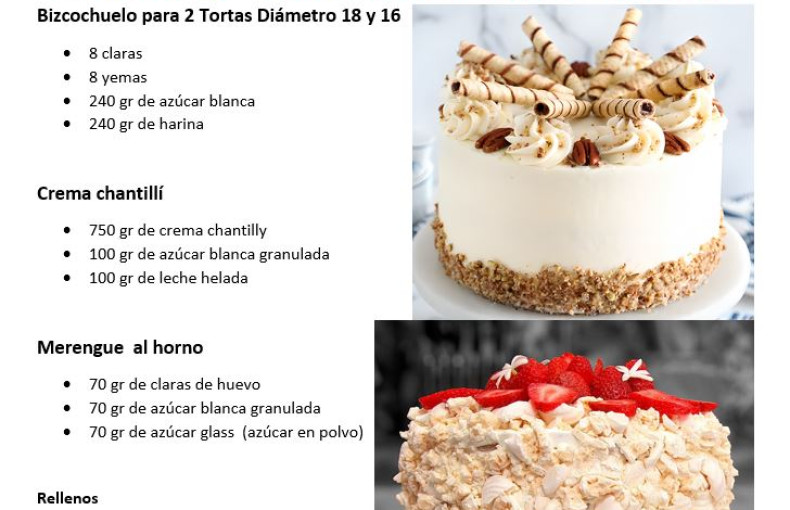 Bizcochuelo para 2 Tortas Diámetro 18 y 16
8 claras
8 yemas
240 gr de azúcar blanca
240 gr de harina
Crema chantillí
750 gr de crema chantilly
100 gr de azúcar blanca granulada
100 gr de leche helada
Merengue al horno
70 gr de claras de huevo
70 gr de azúcar blanca granulada
70 gr de azúcar glass (azúcar en polvo)
Rellenos